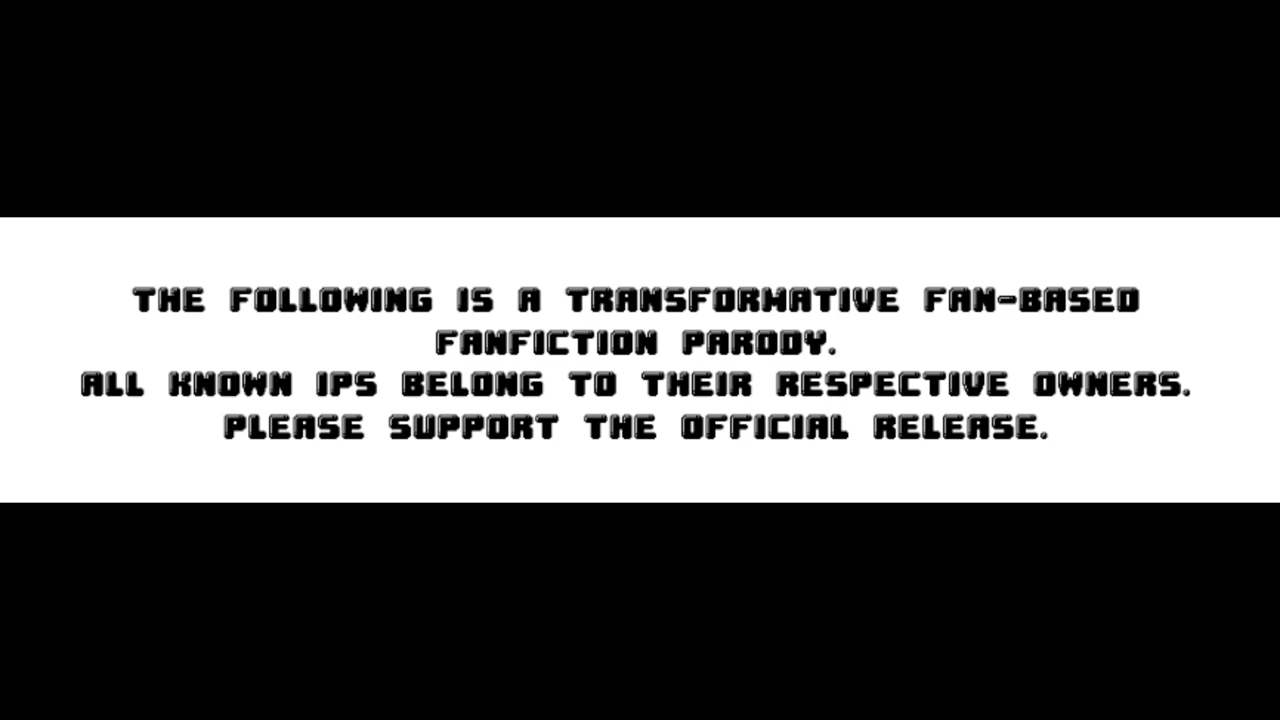 THE FOLLOWING IS A TRANSFORMATIVE FAN-BASED
FANFICTION PARODY.
ALL KNOWN IPS BELONG TO THEIR RESPECTIVE OWNERS.
PLEASE SUPPORT THE OFFICIAL RELEASE.